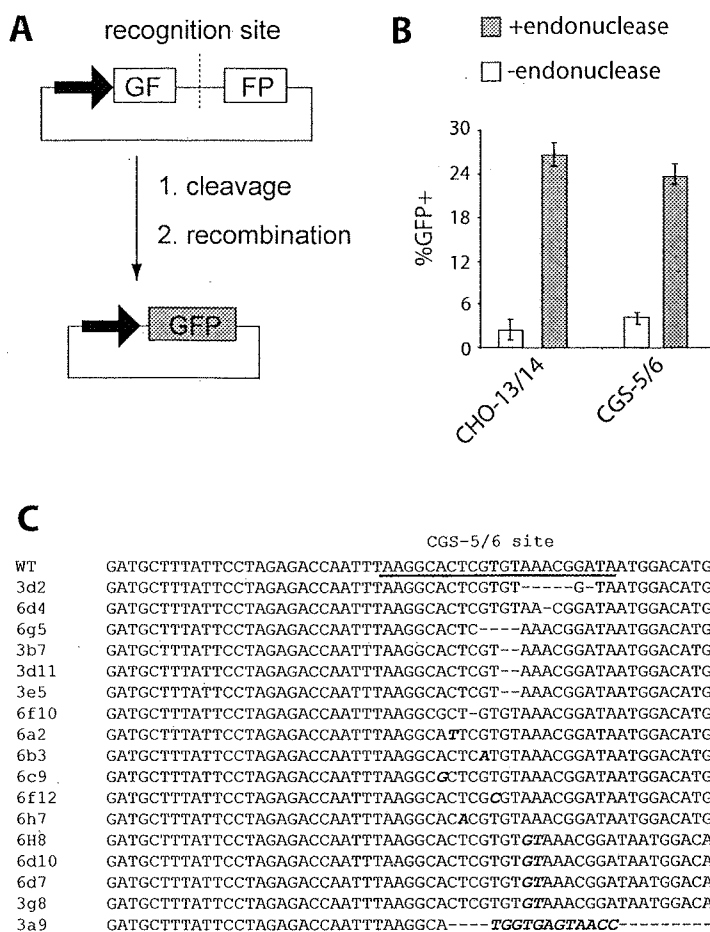 A
recognition site
GF
FP
1. cleavage
2. recombination
GFP
B
+endonuclease
-endonuclease
30
24
18
12
6
0
%GFP+
CHO-13/14
CGS-5/6
C
CGS-5/6 site
WT GATGCTTTATTCCTAGAGACCAATTTAAGGCACTCGTGTAAACGGATAATGGACATG
3d2 GATGCTTTATTCCTAGAGACCAATTTAAGGCACTCGTGT-----G-TAATGGACATG
6d4 GATGCTTTATTCCTAGAGACCAATTTAAGGCACTCGTGTAA-CGGATAATGGACATG
6g5 GATGCTTTATTCCTAGAGACCAATTTAAGGCACTC----AAACGGATAATGGACATG
3b7 GATGCTTTATTCCTAGAGACCAATTTAAGGCACTCGT--AAACGGATAATGGACATG
3d11 GATGCTTTATTCCTAGAGACCAATTTAAGGCACTCGT--AAACGGATAATGGACATG
3e5 GATGCTTTATTCCTAGAGACCAATTTAAGGCACTCGT--AAACGGATAATGGACATG
6f10 GATGCTTTATTCCTAGAGACCAATTTAAGGCGCT-GTGTAAACGGATAATGGACATG
6a2 GATGCTTTATTCCTAGAGACCAATTTAAGGCATTCGTGTAAACGGATAATGGACATG
6b3 GATGCTTTATTCCTAGAGACCAATTTAAGGCACTCATGTAAACGGATAATGGACATG
6c9 GATGCTTTATTCCTAGAGACCAATTTAAGGCGCTCGTGTAAACGGATAATGGACATG
6f12 GATGCTTTATTCCTAGAGACCAATTTAAGGCACTCGCGTAAACGGATAATGGACATG
6h7 GATGCTTTATTCCTAGAGACCAATTTAAGGCACACGTGTAAACGGATAATGGACATG
6H8 GATGCTTTATTCCTAGAGACCAATTTAAGGCACTCGTGTGTAAACGGATAATGGACA
6d10 GATGCTTTATTCCTAGAGACCAATTTAAGGCACTCGTGTGTAAACGGATAATGGACA
6d7 GATGCTTTATTCCTAGAGACCAATTTAAGGCACTCGTGTGTAAACGGATAATGGACA
3g8 GATGCTTTATTCCTAGAGACCAATTTAAGGCACTCGTGTGTAAACGGATAATGGACA
3a9 GATGCTTTATTCCTAGAGACCAATTTAAGGCA----TGGTGAGTAACC----------